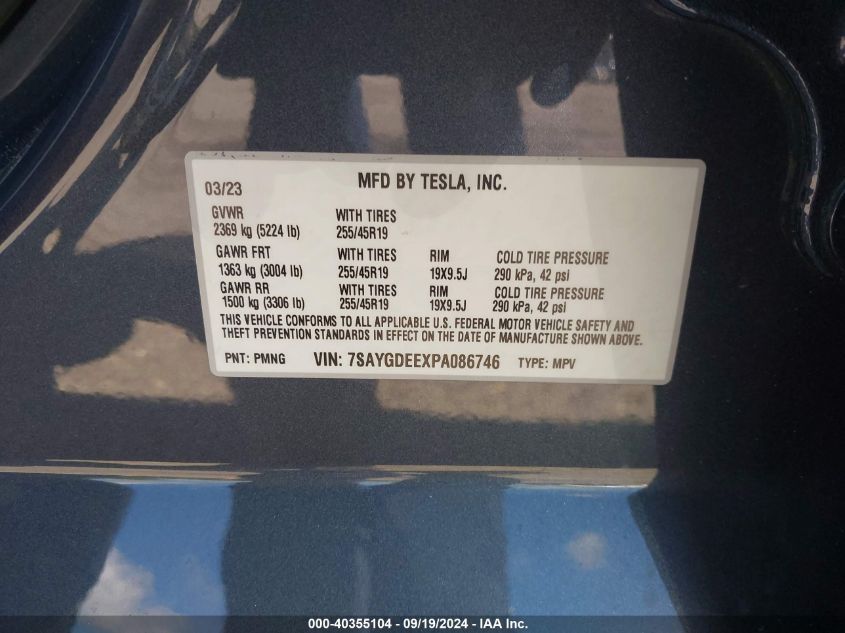 MFD BY TESLA, INC.
03/23
GVWR WITH TIRES
2369 kg (5224 lb) 255/45R19
GAWR FRT WITH TIRES RIM COLD TIRE PRESSURE
1363 kg (3004 lb) 255/45R19 19X9.5J 290 kPa, 42 psi
GAWR RR WITH TIRES RIM COLD TIRE PRESSURE
1500 kg (3306 lb) 255/45R19 19X9.5J 290 kPa, 42 psi
THIS VEHICLE CONFORMS TO ALL APPLICABLE U.S. FEDERAL MOTOR VEHICLE SAFETY AND
THEFT PREVENTION STANDARDS IN EFFECT ON THE DATE OF MANUFACTURE SHOWN ABOVE.
PNT: PMNG VIN: 7SAYGDEEXPA086746 TYPE: MPV
000-40355104 - 09/19/2024 - IAA Inc.